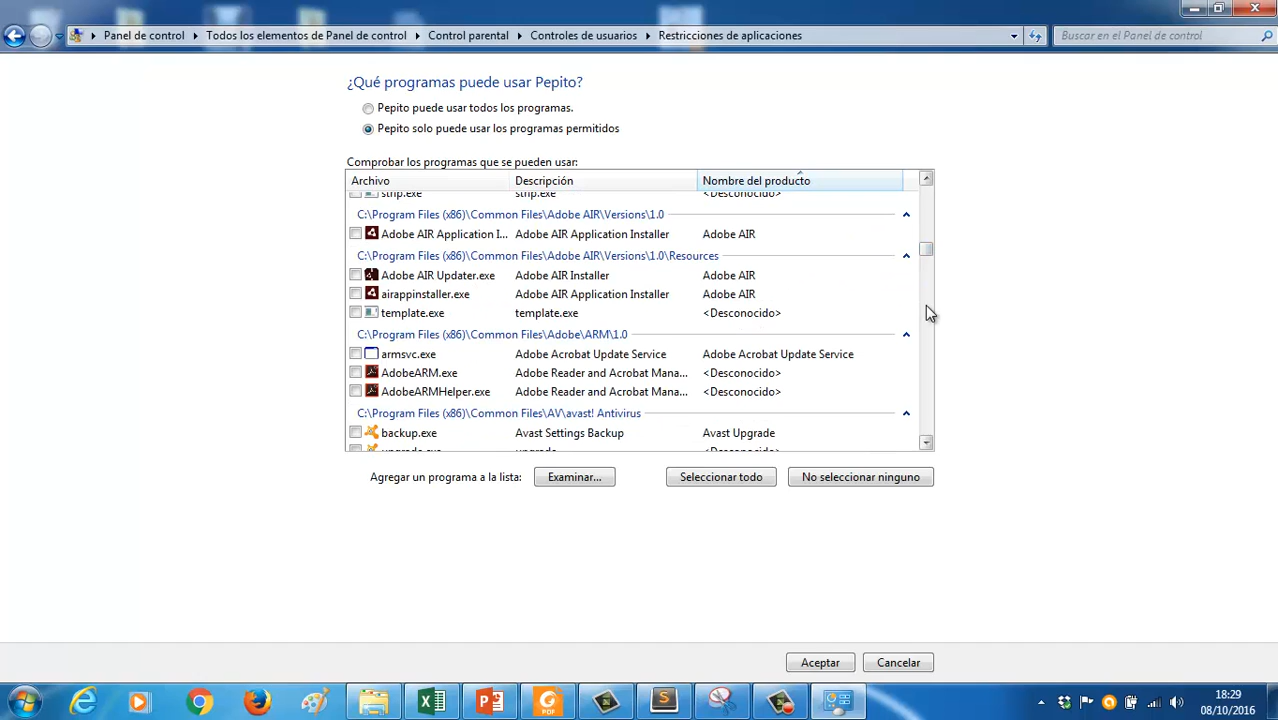 Panel de control Todos los elementos de Panel de control Control parental Controles de usuarios Restricciones de aplicaciones Buscar en el Panel de control
¿Qué programas puede usar Pepito?
Pepito puede usar todos los programas.
Pepito solo puede usar los programas permitidos
Comprobar los programas que se pueden usar:
Archivo Descripción Nombre del producto
strip.exe strip.exe <Desconocido>
C:\Program Files (x86)\Common Files\Adobe AIR\Versions\1.0
Adobe AIR Application I... Adobe AIR Application Installer Adobe AIR
C:\Program Files (x86)\Common Files\Adobe AIR\Versions\1.0\Resources
Adobe AIR Updater.exe Adobe AIR Installer Adobe AIR
airappinstaller.exe Adobe AIR Application Installer Adobe AIR
template.exe template.exe <Desconocido>
C:\Program Files (x86)\Common Files\Adobe\ARM\1.0
armsvc.exe Adobe Acrobat Update Service Adobe Acrobat Update Service
AdobeARM.exe Adobe Reader and Acrobat Mana... <Desconocido>
AdobeARMHelper.exe Adobe Reader and Acrobat Mana... <Desconocido>
C:\Program Files (x86)\Common Files\AV\avast! Antivirus
backup.exe Avast Settings Backup Avast Upgrade
Agregar un programa a la lista: Examinar... Seleccionar todo No seleccionar ninguno
Aceptar Cancelar
18:29
08/10/2016